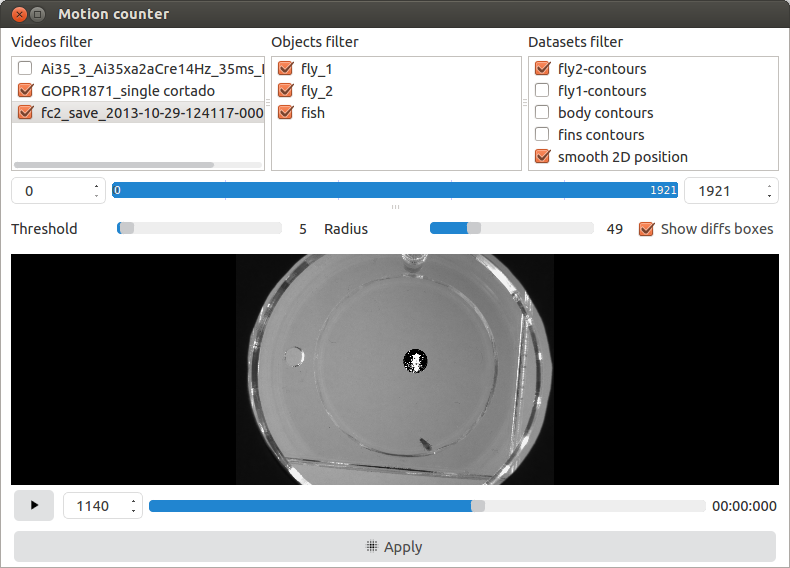 Motion counter
Videos filter
Objects filter
Datasets filter
Ai35_3_Ai35xa2aCre14Hz_35ms_
GOPR1871_single cortado
fc2_save_2013-10-29-124117-000
fly_1
fly_2
fish
fly2-contours
fly1-contours
body contours
fins contours
smooth 2D position
0
0
1921
1921
Threshold
5
Radius
49
Show diffs boxes
1140
00:00:000
Apply